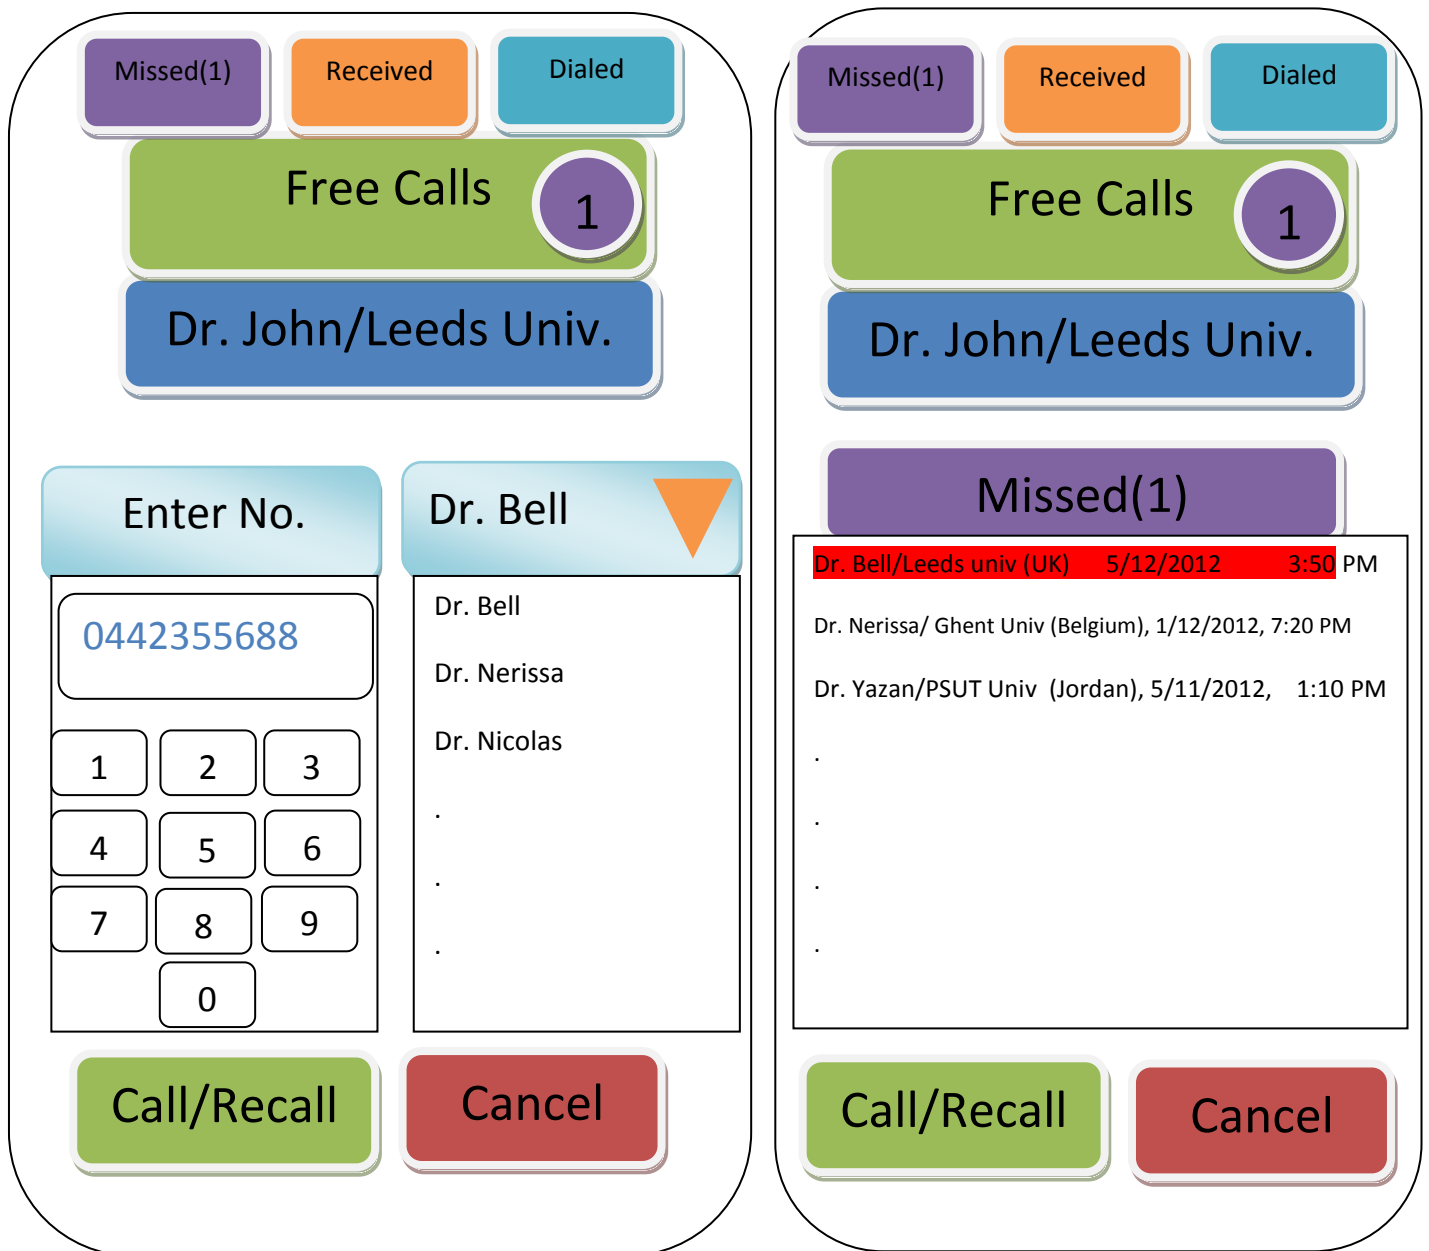 Missed(1) Received Dialed
Free Calls 1
Dr. John/Leeds Univ.
Enter No.
0442355688
1 2 3
4 5 6
7 8 9
0
Dr. Bell
Dr. Bell
Dr. Nerissa
Dr. Nicolas
.
.
.
Call/Recall Cancel
Missed(1) Received Dialed
Free Calls 1
Dr. John/Leeds Univ.
Missed(1)
Dr. Bell/Leeds univ (UK) 5/12/2012 3:50 PM
Dr. Nerissa/ Ghent Univ (Belgium), 1/12/2012, 7:20 PM
Dr. Yazan/PSUT Univ (Jordan), 5/11/2012, 1:10 PM
.
.
.
.
Call/Recall Cancel